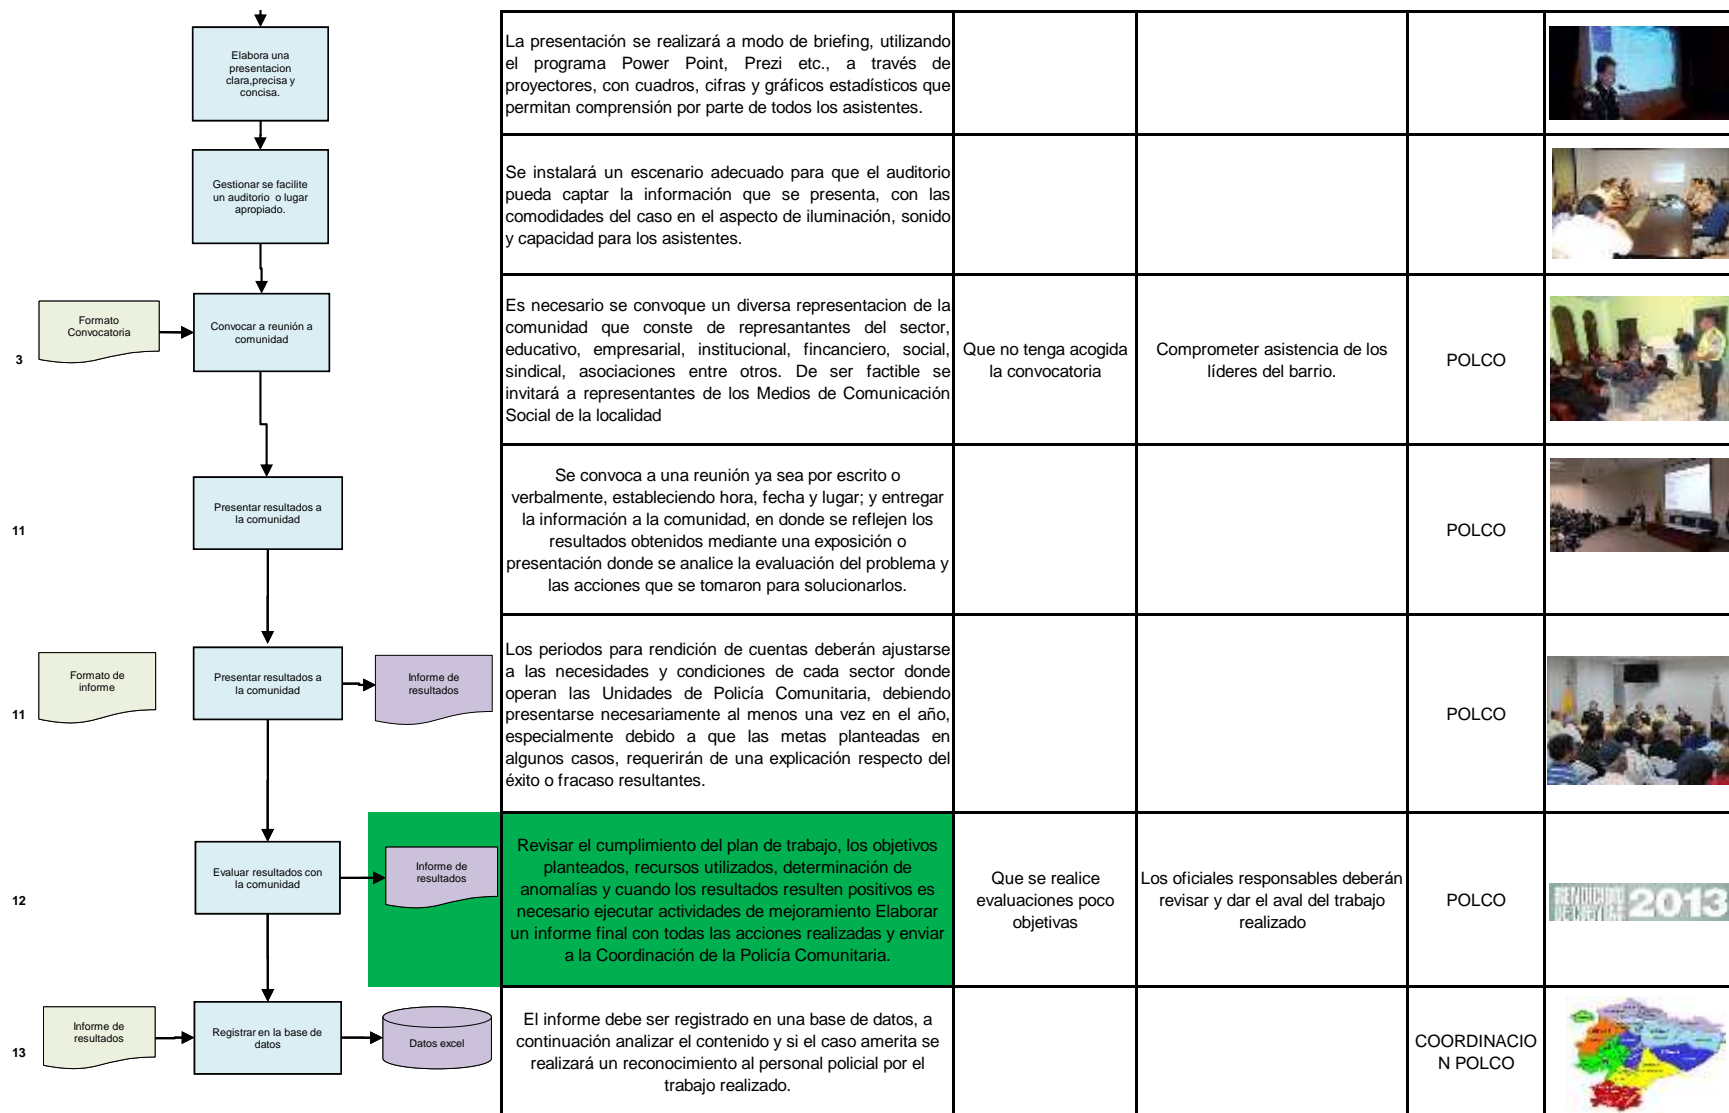 Elabora una
presentacion
clara,precisa y
concisa.
La presentación se realizará a modo de briefing, utilizando
el programa Power Point, Prezi etc., a través de
proyectores, con cuadros, cifras y gráficos estadísticos que
permitan comprensión por parte de todos los asistentes.
Gestionar se facilite
un auditorio o lugar
apropiado.
Se instalará un escenario adecuado para que el auditorio
pueda captar la información que se presenta, con las
comodidades del caso en el aspecto de iluminación, sonido
y capacidad para los asistentes.
3
Formato
Convocatoria
Convocar a reunión a
comunidad
Es necesario se convoque un diversa representacion de la
comunidad que conste de represantantes del sector,
educativo, empresarial, institucional, fincanciero, social,
sindical, asociaciones entre otros. De ser factible se
invitará a representantes de los Medios de Comunicación
Social de la localidad
Que no tenga acogida
la convocatoria
Comprometer asistencia de los
líderes del barrio.
POLCO
11
Presentar resultados a
la comunidad
Se convoca a una reunión ya sea por escrito o
verbalmente, estableciendo hora, fecha y lugar; y entregar
la información a la comunidad, en donde se reflejen los
resultados obtenidos mediante una exposición o
presentación donde se analice la evaluación del problema y
las acciones que se tomaron para solucionarlos.
POLCO
11
Formato de
informe
Presentar resultados a
la comunidad
Informe de
resultados
Los periodos para rendición de cuentas deberán ajustarse
a las necesidades y condiciones de cada sector donde
operan las Unidades de Policía Comunitaria, debiendo
presentarse necesariamente al menos una vez en el año,
especialmente debido a que las metas planteadas en
algunos casos, requerirán de una explicación respecto del
éxito o fracaso resultantes.
POLCO
12
Evaluar resultados con
la comunidad
Informe de
resultados
Revisar el cumplimiento del plan de trabajo, los objetivos
planteados, recursos utilizados, determinación de
anomalías y cuando los resultados resulten positivos es
necesario ejecutar actividades de mejoramiento Elaborar
un informe final con todas las acciones realizadas y enviar
a la Coordinación de la Policía Comunitaria.
Que se realice
evaluaciones poco
objetivas
Los oficiales responsables deberán
revisar y dar el aval del trabajo
realizado
POLCO
RENDICION
DE CUENTAS 2013
13
Informe de
resultados
Registrar en la base de
datos
Datos excel
El informe debe ser registrado en una base de datos, a
continuación analizar el contenido y si el caso amerita se
realizará un reconocimiento al personal policial por el
trabajo realizado.
COORDINACIO
N POLCO